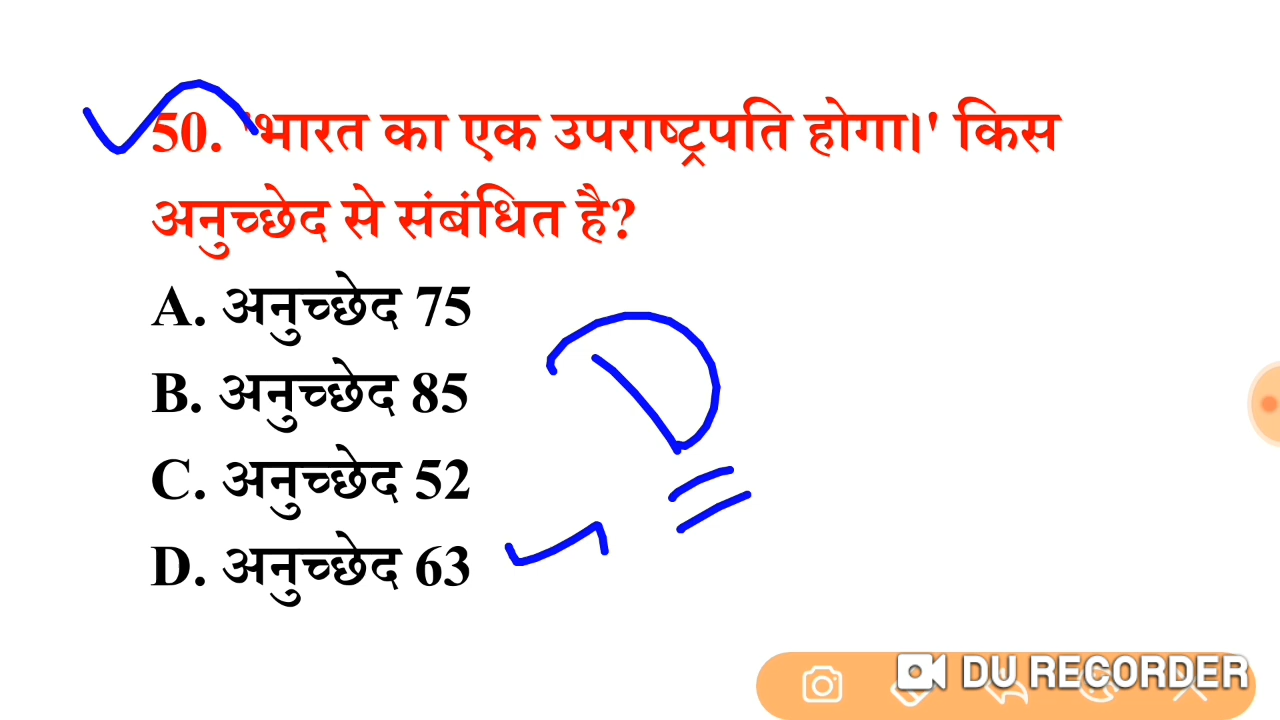 50. 'भारत का एक उपराष्ट्रपति होगा।' किस
अनुच्छेद से संबंधित है?
A. अनुच्छेद 75
B. अनुच्छेद 85
C. अनुच्छेद 52
D. अनुच्छेद 63
D
DU RECORDER